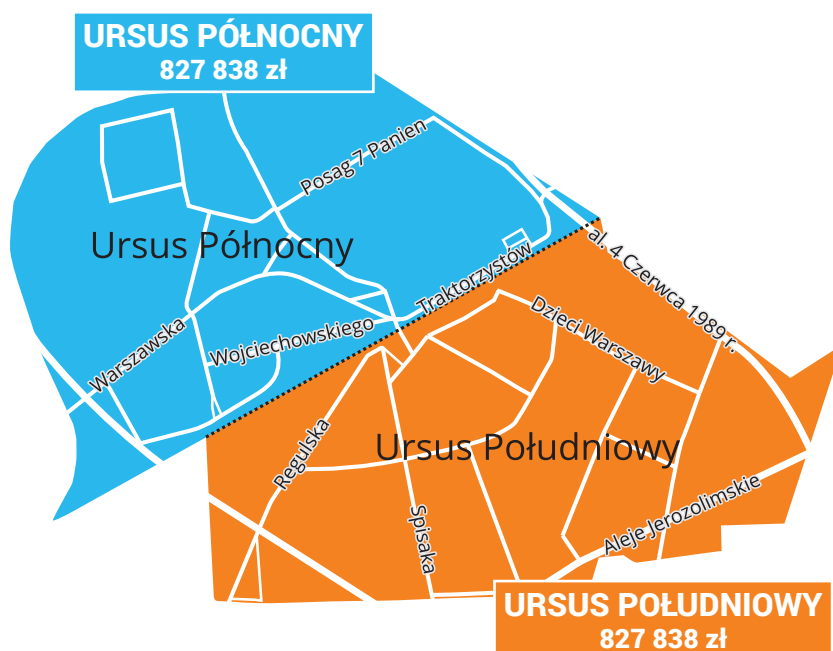 URSUS PÓŁNOCNY
827 838 zł
Posag 7 Panien
Ursus Północny
al. 4 Czerwca 1989 r.
Traktorzystów
Dzieci Warszawy
Wojciechowskiego
Warszawska
Regulska
Ursus Południowy
Spisaka
Aleje Jerozolimskie
URSUS POŁUDNIOWY
827 838 zł